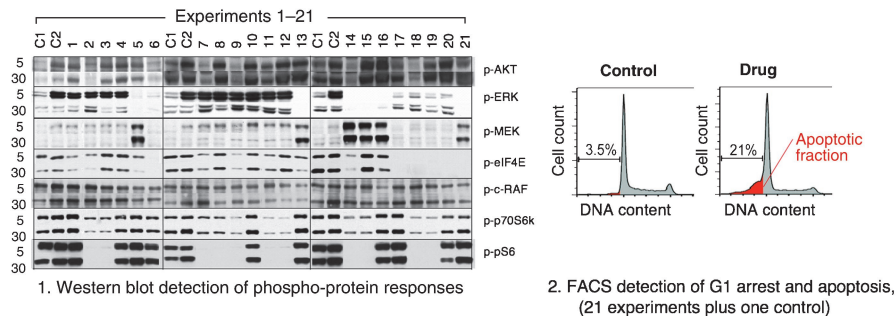 Experiments 1–21
C1 C2 1 2 3 4 5 6 C1 C2 7 8 9 10 11 12 13 C1 C2 14 15 16 17 18 19 20 21
5 p-AKT
30
5 p-ERK
30
5 p-MEK
30
5 p-eIF4E
30
5 p-c-RAF
30
5 p-p70S6k
30
5 p-pS6
30
1. Western blot detection of phospho-protein responses
Control Drug
Cell count Cell count
3.5% 21%
Apoptotic
fraction
DNA content DNA content
2. FACS detection of G1 arrest and apoptosis,
(21 experiments plus one control)